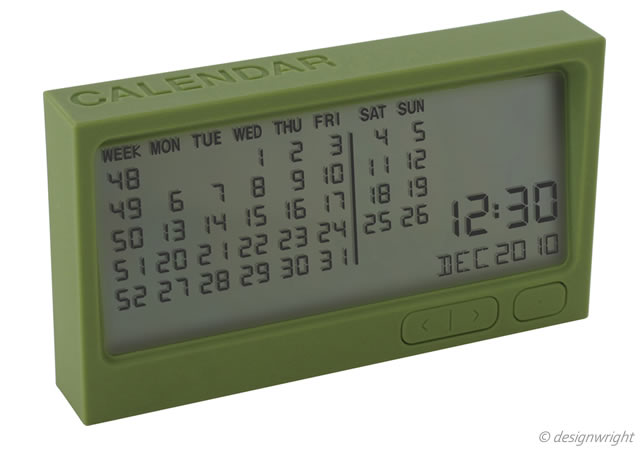 CALENDAR
WEEK MON TUE WED THU FRI SAT SUN
48 1 2 3 4 5
49 6 7 8 9 10 11 12
50 13 14 15 16 17 18 19
51 20 21 22 23 24 25 26
52 27 28 29 30 31
12:30
DEC 2010
< | >
© designwright